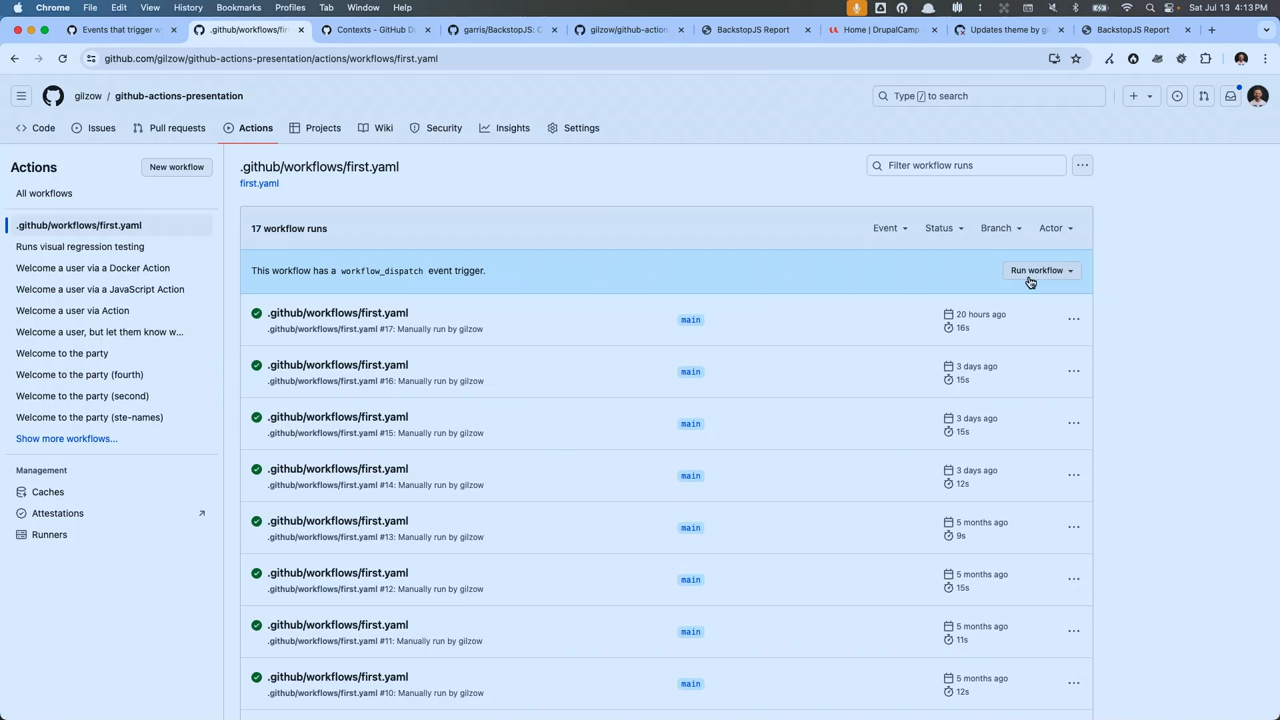 Chrome File Edit View History Bookmarks Profiles Tab Window Help Sat Jul 13 4:13 PM
Events that trigger w .github/workflows/firs Contexts - GitHub D garris/BackstopJS: C gilzow/github-action BackstopJS Report Home | DrupalCamp Updates theme by g BackstopJS Report
github.com/gilzow/github-actions-presentation/actions/workflows/first.yaml
gilzow / github-actions-presentation Type / to search
Code Issues Pull requests Actions Projects Wiki Security Insights Settings
Actions New workflow
All workflows
.github/workflows/first.yaml
Runs visual regression testing
Welcome a user via a Docker Action
Welcome a user via a JavaScript Action
Welcome a user via Action
Welcome a user, but let them know w...
Welcome to the party
Welcome to the party (fourth)
Welcome to the party (second)
Welcome to the party (ste-names)
Show more workflows...
Management
Caches
Attestations
Runners
.github/workflows/first.yaml
first.yaml
Filter workflow runs
17 workflow runs Event Status Branch Actor
This workflow has a workflow_dispatch event trigger. Run workflow
.github/workflows/first.yaml main 20 hours ago
.github/workflows/first.yaml #17: Manually run by gilzow 16s
.github/workflows/first.yaml main 3 days ago
.github/workflows/first.yaml #16: Manually run by gilzow 15s
.github/workflows/first.yaml main 3 days ago
.github/workflows/first.yaml #15: Manually run by gilzow 15s
.github/workflows/first.yaml main 3 days ago
.github/workflows/first.yaml #14: Manually run by gilzow 12s
.github/workflows/first.yaml main 5 months ago
.github/workflows/first.yaml #13: Manually run by gilzow 9s
.github/workflows/first.yaml main 5 months ago
.github/workflows/first.yaml #12: Manually run by gilzow 15s
.github/workflows/first.yaml main 5 months ago
.github/workflows/first.yaml #11: Manually run by gilzow 11s
.github/workflows/first.yaml main 5 months ago
.github/workflows/first.yaml #10: Manually run by gilzow 12s